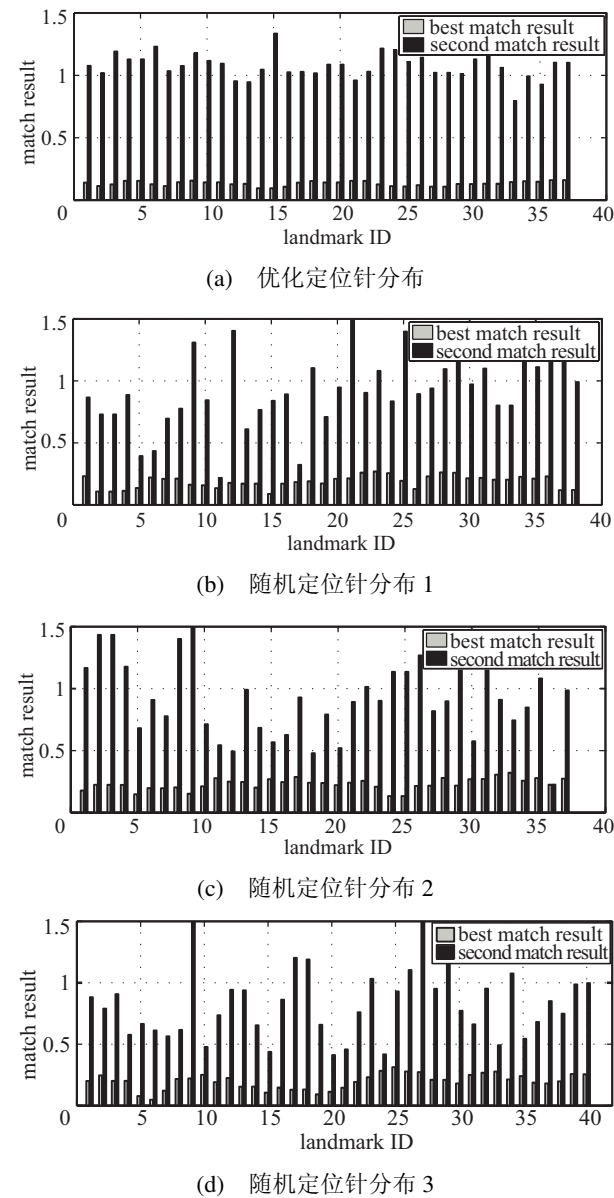 1.5
best match result
second match result
1
0.5
match result
0 5 10 15 20 25 30 35 40
landmark ID
(a) 优化定位针分布
1.5
best match result
second match result
1
0.5
match result
0 5 10 15 20 25 30 35 40
landmark ID
(b) 随机定位针分布 1
1.5
best match result
second match result
1
0.5
match result
0 5 10 15 20 25 30 35 40
landmark ID
(c) 随机定位针分布 2
1.5
best match result
second match result
1
0.5
match result
0 5 10 15 20 25 30 35 40
landmark ID
(d) 随机定位针分布 3